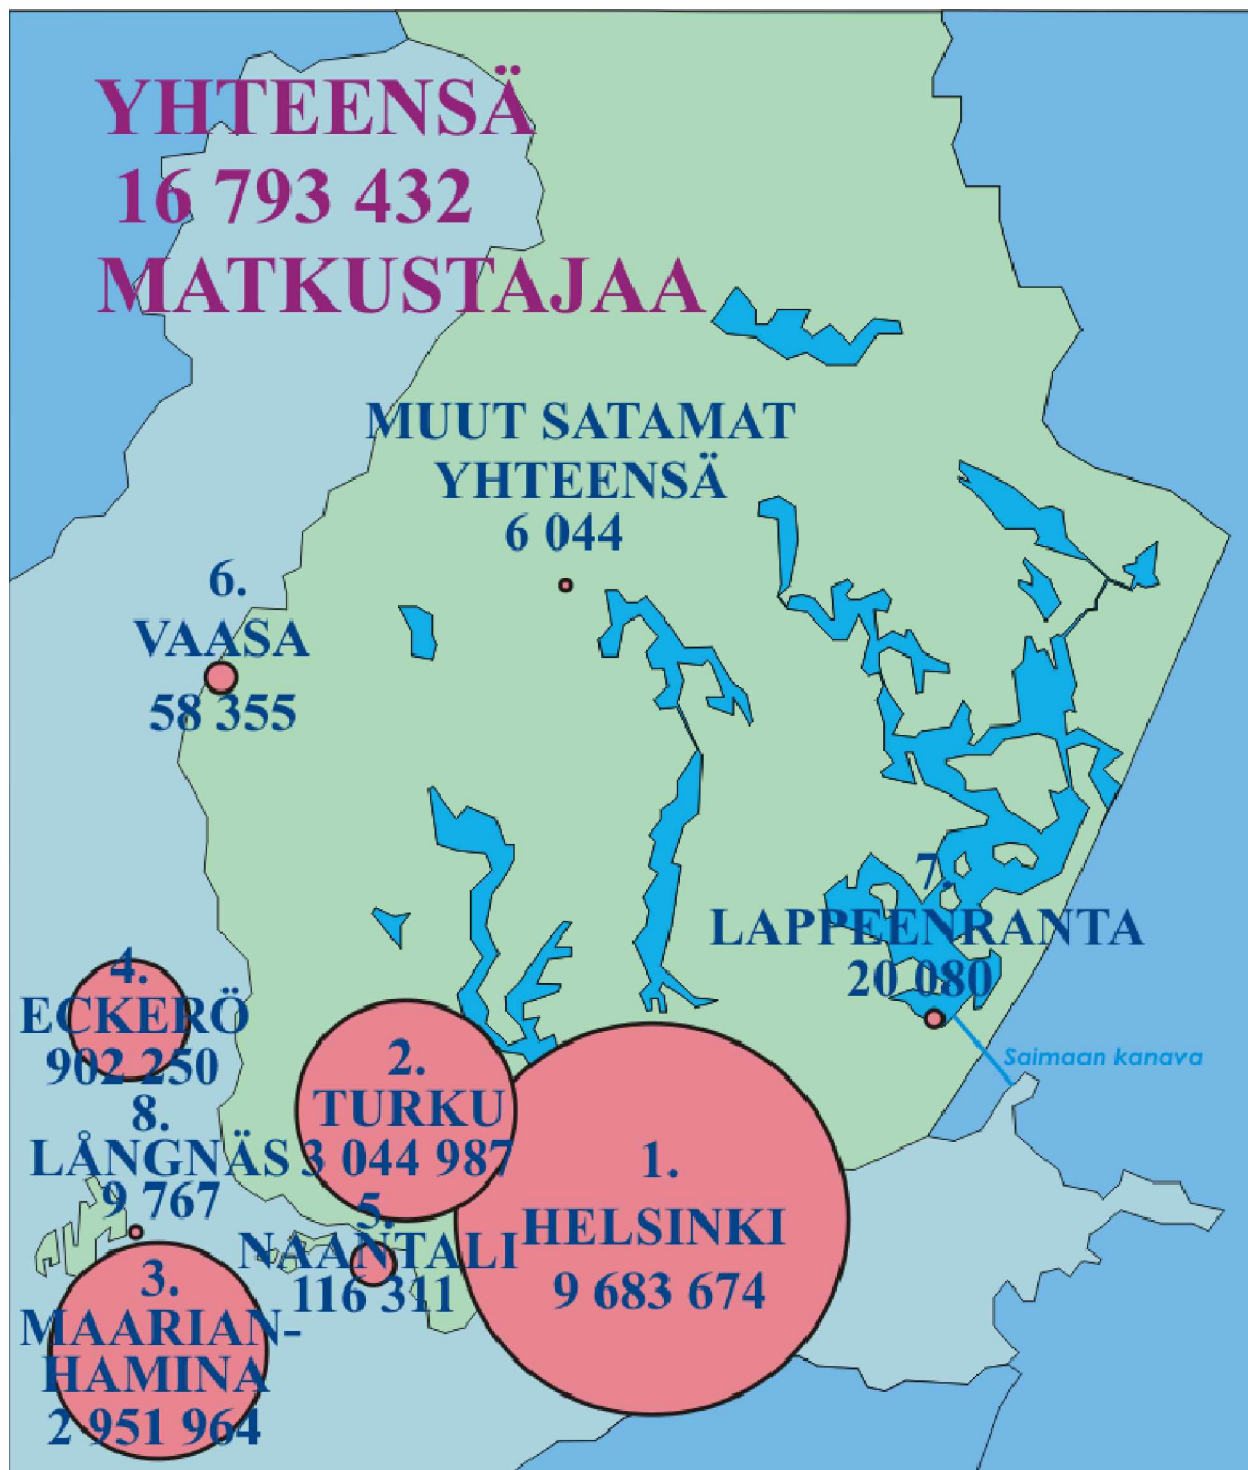 YHTEENSÄ
16 793 432
MATKUSTAJAA
MUUT SATAMAT
YHTEENSÄ
6 044
6.
VAASA
58 355
7.
LAPPEENRANTA
20 080
Saimaan kanava
4.
ECKERÖ
902 250
8.
LÅNGNÄS
9 767
2.
TURKU
3 044 987
1.
HELSINKI
9 683 674
5.
NAANTALI
116 311
3.
MAARIAN-
HAMINA
2 951 964